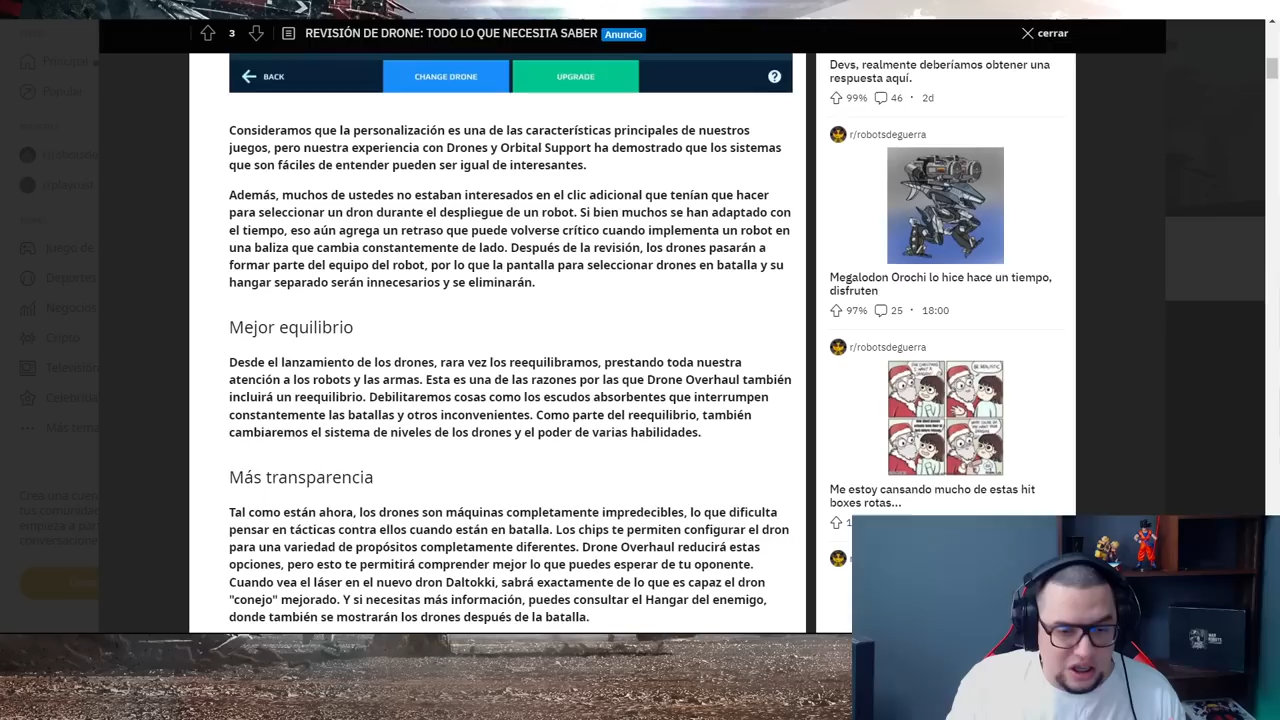 3 REVISIÓN DE DRONE: TODO LO QUE NECESITA SABER Anuncio
cerrar
BACK
CHANGE DRONE
UPGRADE
?
Consideramos que la personalización es una de las características principales de nuestros
juegos, pero nuestra experiencia con Drones y Orbital Support ha demostrado que los sistemas
que son fáciles de entender pueden ser igual de interesantes.
Además, muchos de ustedes no estaban interesados en el clic adicional que tenían que hacer
para seleccionar un dron durante el despliegue de un robot. Si bien muchos se han adaptado con
el tiempo, eso aún agrega un retraso que puede volverse crítico cuando implementa un robot en
una baliza que cambia constantemente de lado. Después de la revisión, los drones pasarán a
formar parte del equipo del robot, por lo que la pantalla para seleccionar drones en batalla y su
hangar separado serán innecesarios y se eliminarán.
Mejor equilibrio
Desde el lanzamiento de los drones, rara vez los reequilibramos, prestando toda nuestra
atención a los robots y las armas. Esta es una de las razones por las que Drone Overhaul también
incluirá un reequilibrio. Debilitaremos cosas como los escudos absorbentes que interrumpen
constantemente las batallas y otros inconvenientes. Como parte del reequilibrio, también
cambiaremos el sistema de niveles de los drones y el poder de varias habilidades.
Más transparencia
Tal como están ahora, los drones son máquinas completamente impredecibles, lo que dificulta
pensar en tácticas contra ellos cuando están en batalla. Los chips te permiten configurar el dron
para una variedad de propósitos completamente diferentes. Drone Overhaul reducirá estas
opciones, pero esto te permitirá comprender mejor lo que puedes esperar de tu oponente.
Cuando vea el láser en el nuevo dron Daltokki, sabrá exactamente de lo que es capaz el dron
"conejo" mejorado. Y si necesitas más información, puedes consultar el Hangar del enemigo,
donde también se mostrarán los drones después de la batalla.
Devs, realmente deberíamos obtener una
respuesta aquí.
99% 46 · 2d
r/robotsdeguerra
Megalodon Orochi lo hice hace un tiempo,
disfruten
97% 25 · 18:00
r/robotsdeguerra
Me estoy cansando mucho de estas hit
boxes rotas...
Principal
Popular
Juego de
Deportes
Negocios
Cripto
Televisión
Celebrida
Más tema
Crea una cuen